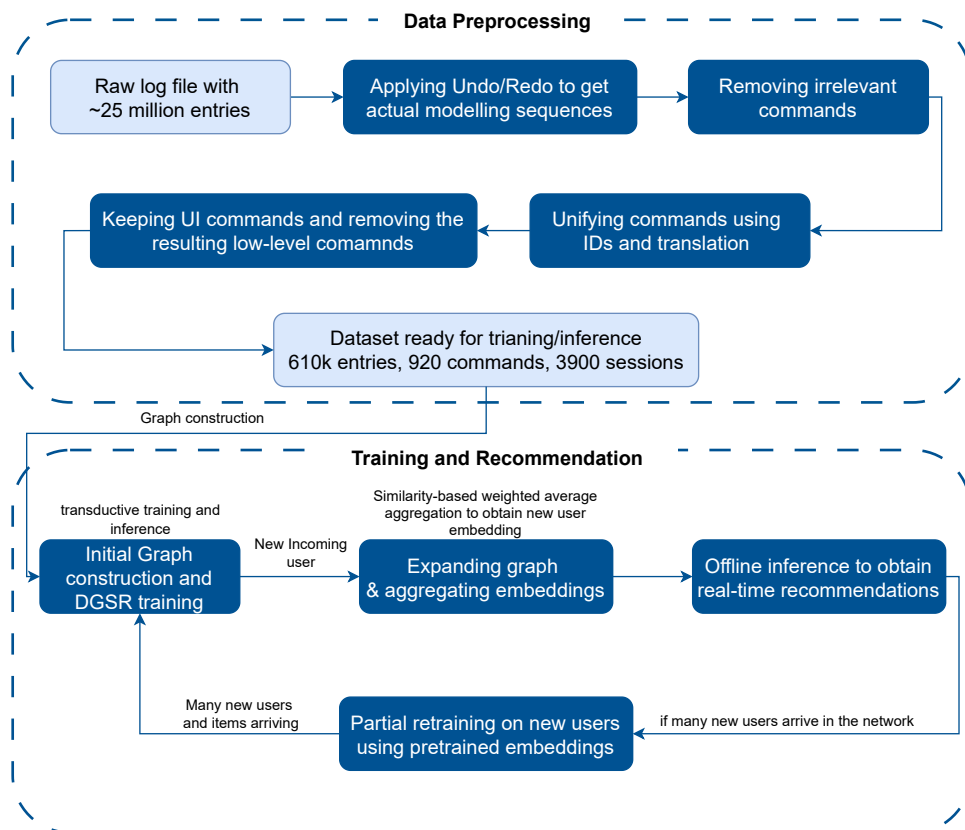 Data Preprocessing
Raw log file with
~25 million entries
Applying Undo/Redo to get
actual modelling sequences
Removing irrelevant
commands
Keeping UI commands and removing the
resulting low-level comamnds
Unifying commands using
IDs and translation
Dataset ready for trianing/inference
610k entries, 920 commands, 3900 sessions
Graph construction
Training and Recommendation
transductive training and
inference
Initial Graph
construction and
DGSR training
New Incoming
user
Similarity-based weighted average
aggregation to obtain new user
embedding
Expanding graph
& aggregating embeddings
Offline inference to obtain
real-time recommendations
Many new users
and items arriving
Partial retraining on new users
using pretrained embeddings
if many new users arrive in the network